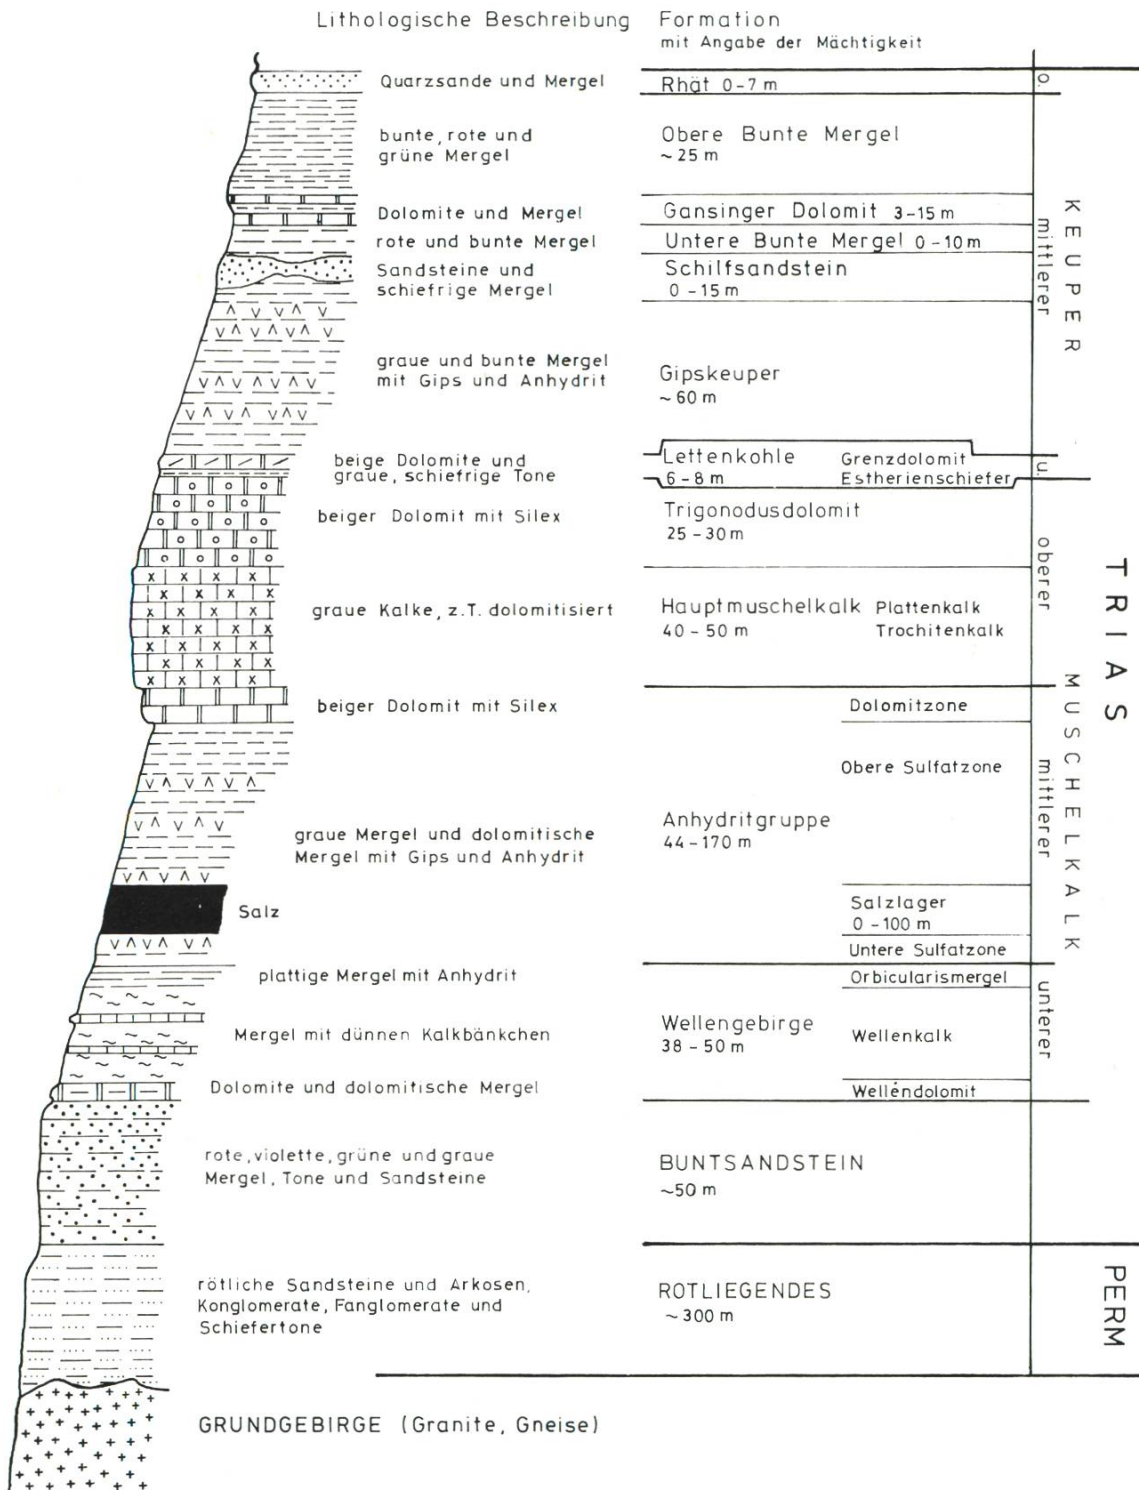 Lithologische Beschreibung Formation
mit Angabe der Mächtigkeit
Quarzsande und Mergel Rhät 0-7 m o.
bunte, rote und
grüne Mergel
Obere Bunte Mergel
~ 25 m
Dolomite und Mergel Gansinger Dolomit 3-15 m
rote und bunte Mergel Untere Bunte Mergel 0-10 m
Sandsteine und
schiefrige Mergel
Schilfsandstein
0-15 m
mittlerer
KEUPER
graue und bunte Mergel
mit Gips und Anhydrit
Gipskeuper
~ 60 m
beige Dolomite und
graue, schiefrige Tone
Lettenkohle Grenzdolomit
6-8 m Estherienschiefer
u.
beiger Dolomit mit Silex
Trigonodusdolomit
25-30 m
oberer
graue Kalke, z.T. dolomitisiert
Hauptmuschelkalk Plattenkalk
40-50 m Trochitenkalk
TRIAS
beiger Dolomit mit Silex Dolomitzone
Obere Sulfatzone
mittlerer
MUSCHELKALK
graue Mergel und dolomitische
Mergel mit Gips und Anhydrit
Anhydritgruppe
44-170 m
Salz
Salzlager
0-100 m
Untere Sulfatzone
plattige Mergel mit Anhydrit Orbicularismergel
unterer
Mergel mit dünnen Kalkbänkchen
Wellengebirge
38-50 m
Wellenkalk
Dolomite und dolomitische Mergel Wellendolomit
rote, violette, grüne und graue
Mergel, Tone und Sandsteine
BUNTSANDSTEIN
~50 m
rötliche Sandsteine und Arkosen,
Konglomerate, Fanglomerate und
Schiefertone
ROTLIEGENDES
~ 300 m
PERM
GRUNDGEBIRGE (Granite, Gneise)